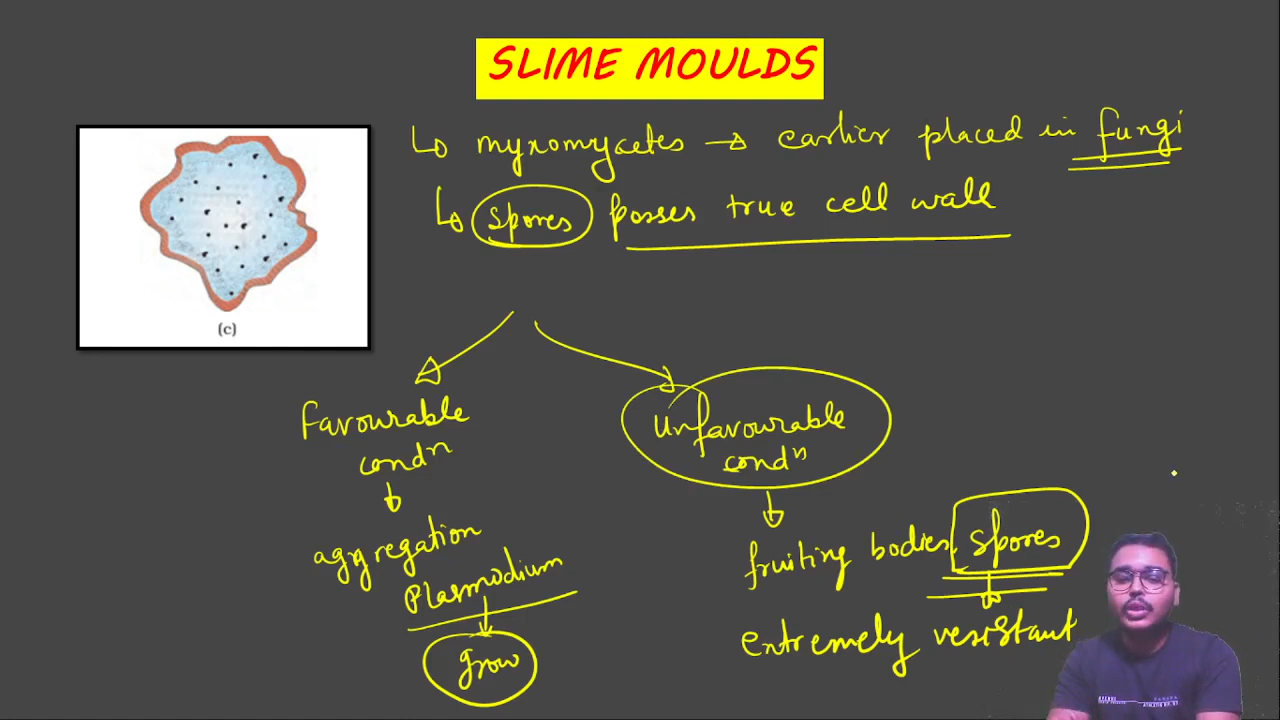 SLIME MOULDS
↳ myxomycetes → earlier placed in fungi
↳ spores posses true cell wall
(c)
Favourable
condn
↓
aggregation
Plasmodium
↓
grow
Unfavourable
condn
↓
fruiting bodies, spores
↓
extremely resistant